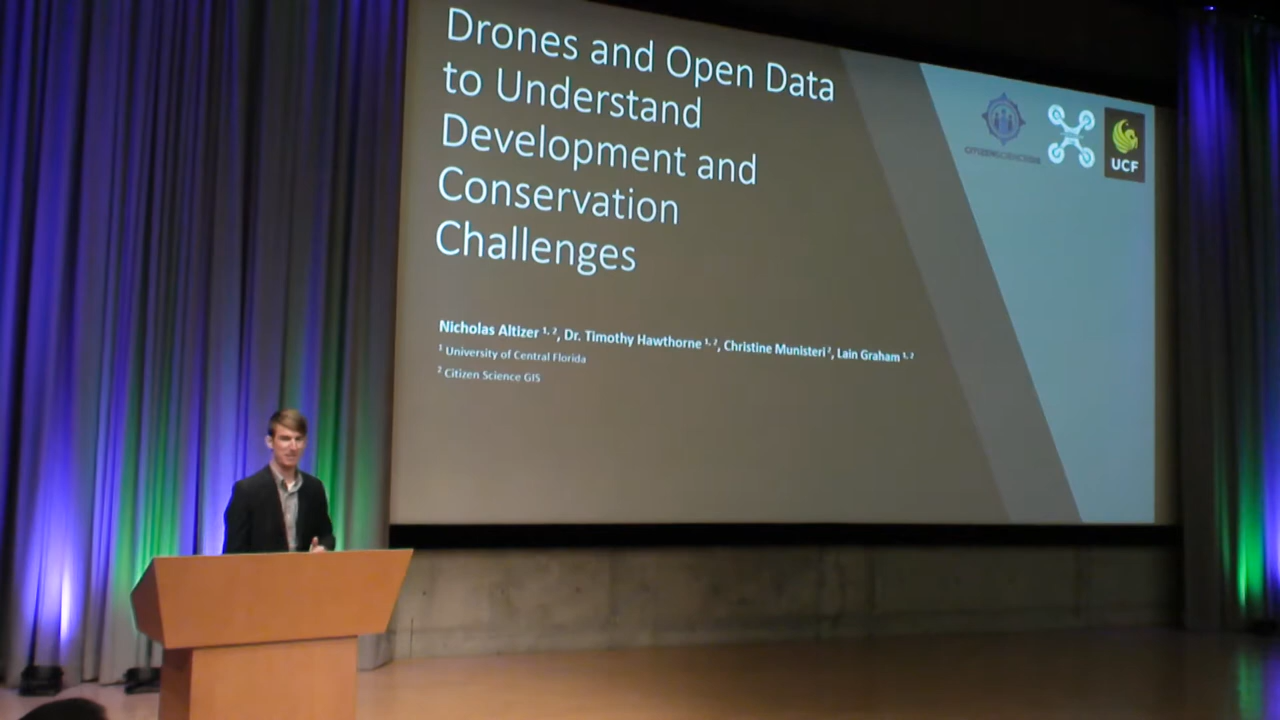 Drones and Open Data
to Understand
Development and
Conservation
Challenges
CITIZENSCIENCEGIS
UCF
Nicholas Altizer 1, 2, Dr. Timothy Hawthorne 1, 2, Christine Munisteri 2, Lain Graham 1, 2
1 University of Central Florida
2 Citizen Science GIS